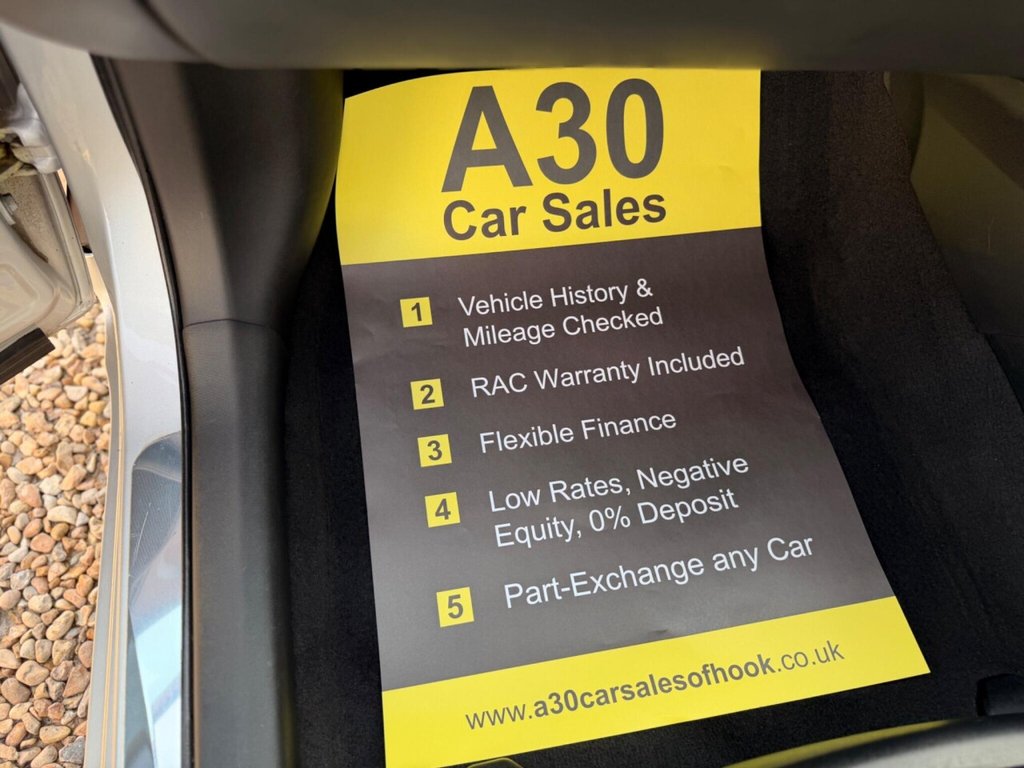 A30
Car Sales
1 Vehicle History &
Mileage Checked
2 RAC Warranty Included
3 Flexible Finance
4 Low Rates, Negative
Equity, 0% Deposit
5 Part-Exchange any Car
www.a30carsalesofhook.co.uk